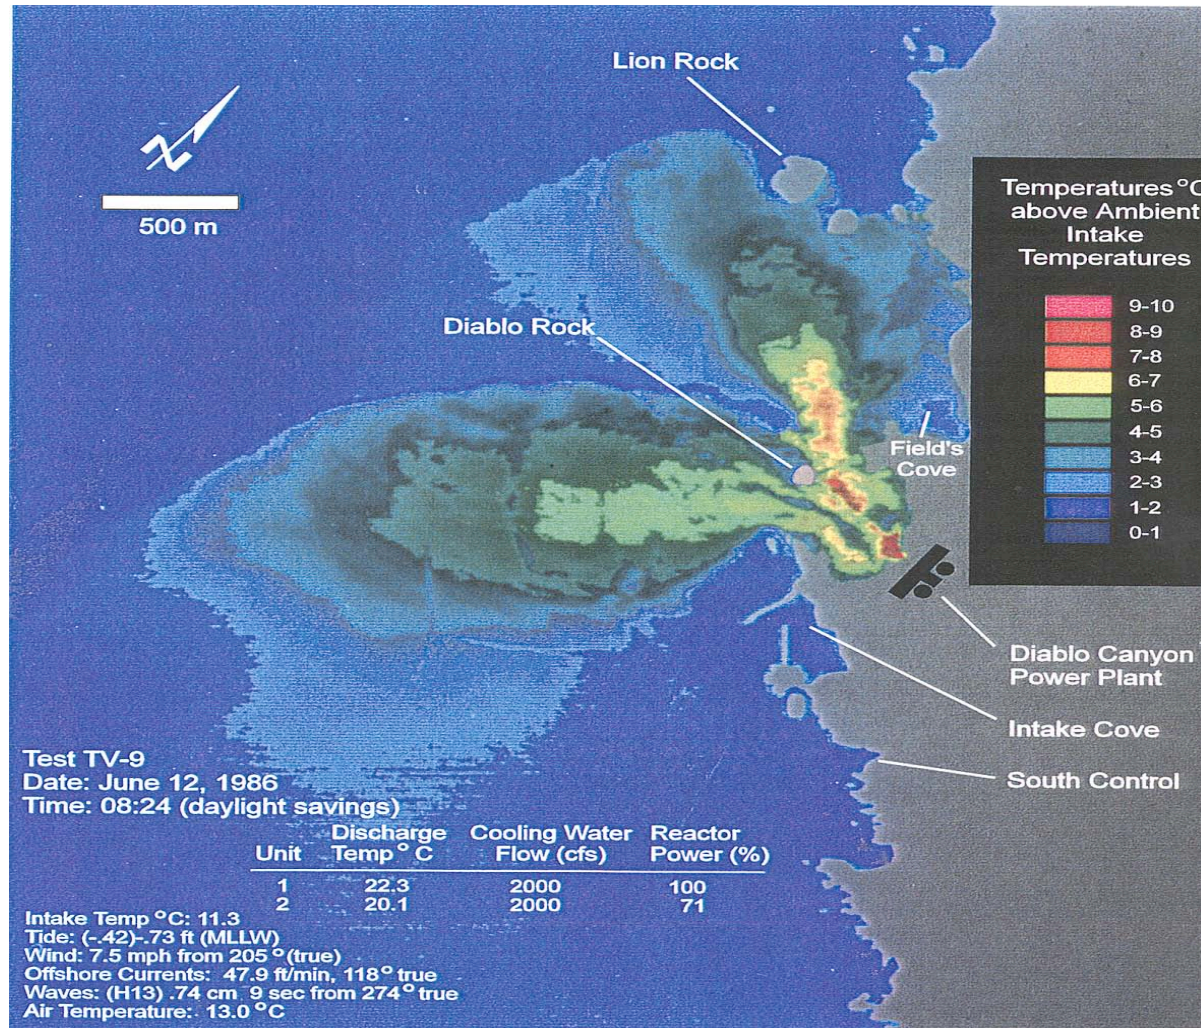 Lion Rock
N
500 m
Temperatures °C
above Ambient
Intake
Temperatures
9-10
8-9
7-8
6-7
5-6
4-5
3-4
2-3
1-2
0-1
Diablo Rock
Field's
Cove
Diablo Canyon
Power Plant
Intake Cove
South Control
Test TV-9
Date: June 12, 1986
Time: 08:24 (daylight savings)
Unit Discharge Temp °C Cooling Water Flow (cfs) Reactor Power (%)
1 22.3 2000 100
2 20.1 2000 71
Intake Temp °C: 11.3
Tide: (-.42)-.73 ft (MLLW)
Wind: 7.5 mph from 205° (true)
Offshore Currents: 47.9 ft/min, 118° true
Waves: (H13) .74 cm 9 sec from 274° true
Air Temperature: 13.0 °C